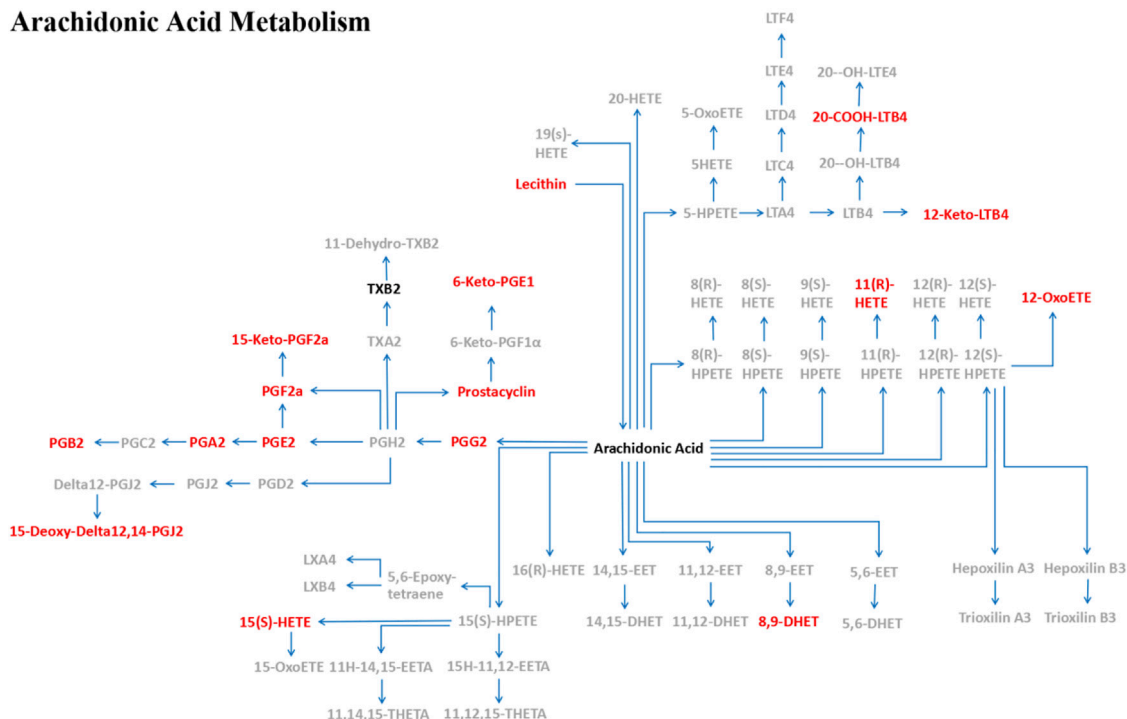 Arachidonic Acid Metabolism
LTF4
LTE4
20--OH-LTE4
20-HETE
5-OxoETE
LTD4
20-COOH-LTB4
19(s)-
HETE
5HETE
LTC4
20--OH-LTB4
Lecithin
5-HPETE
LTA4
LTB4
12-Keto-LTB4
11-Dehydro-TXB2
TXB2
6-Keto-PGE1
8(R)-
HETE
8(S)-
HETE
9(S)-
HETE
11(R)-
HETE
12(R)-
HETE
12(S)-
HETE
12-OxoETE
15-Keto-PGF2a
TXA2
6-Keto-PGF1α
8(R)-
HPETE
8(S)-
HPETE
9(S)-
HPETE
11(R)-
HPETE
12(R)-
HPETE
12(S)-
HPETE
PGF2a
Prostacyclin
PGB2
PGC2
PGA2
PGE2
PGH2
PGG2
Arachidonic Acid
Delta12-PGJ2
PGJ2
PGD2
15-Deoxy-Delta12,14-PGJ2
LXA4
LXB4
5,6-Epoxy-
tetraene
16(R)-HETE
14,15-EET
11,12-EET
8,9-EET
5,6-EET
Hepoxilin A3
Hepoxilin B3
15(S)-HETE
15(S)-HPETE
14,15-DHET
11,12-DHET
8,9-DHET
5,6-DHET
Trioxilin A3
Trioxilin B3
15-OxoETE
11H-14,15-EETA
15H-11,12-EETA
11,14,15-THETA
11,12,15-THETA